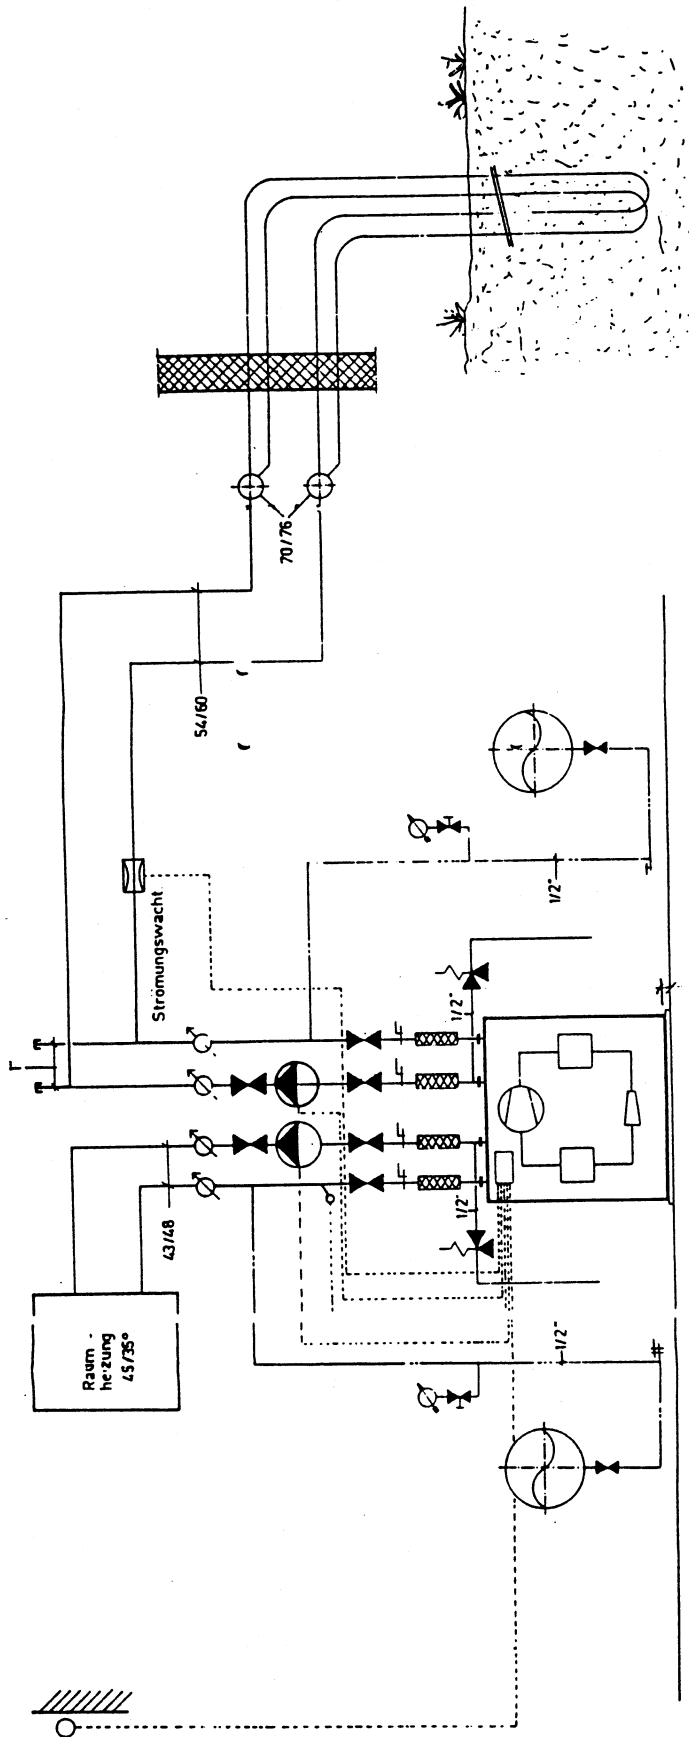 Raum -
heizung
45/35°
43/48
Strömungswacht
54/60
70/76
1/2"
1/2"
1/2"
1/2"